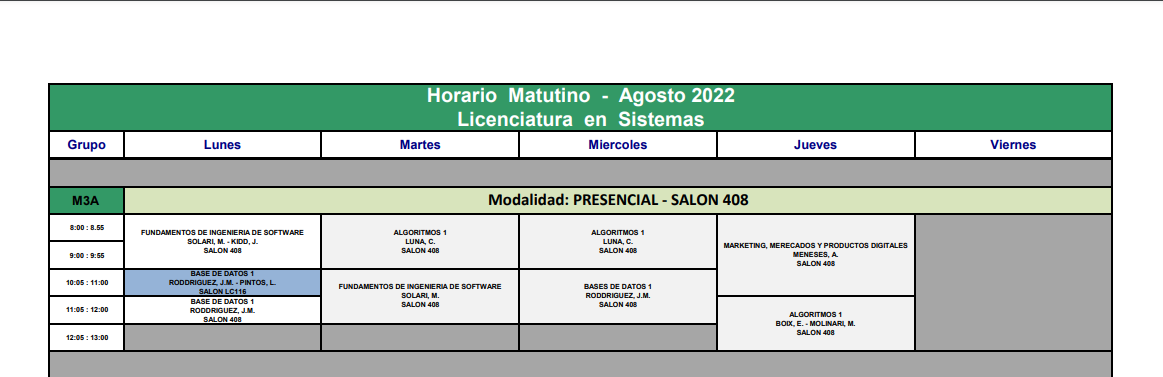 Horario Matutino - Agosto 2022
Licenciatura en Sistemas
Grupo Lunes Martes Miercoles Jueves Viernes
M3A Modalidad: PRESENCIAL - SALON 408
8:00 : 8.55
9:00 : 9:55
10:05 : 11:00
11:05 : 12:00
12:05 : 13:00
FUNDAMENTOS DE INGENIERIA DE SOFTWARE
SOLARI, M. - KIDD, J.
SALON 408
BASE DE DATOS 1
RODDRIGUEZ, J.M. - PINTOS, L.
SALON LC116
BASE DE DATOS 1
RODDRIGUEZ, J.M.
SALON 408
ALGORITMOS 1
LUNA, C.
SALON 408
FUNDAMENTOS DE INGENIERIA DE SOFTWARE
SOLARI, M.
SALON 408
ALGORITMOS 1
LUNA, C.
SALON 408
BASES DE DATOS 1
RODDRIGUEZ, J.M.
SALON 408
MARKETING, MERECADOS Y PRODUCTOS DIGITALES
MENESES, A.
SALON 408
ALGORITMOS 1
BOIX, E. - MOLINARI, M.
SALON 408